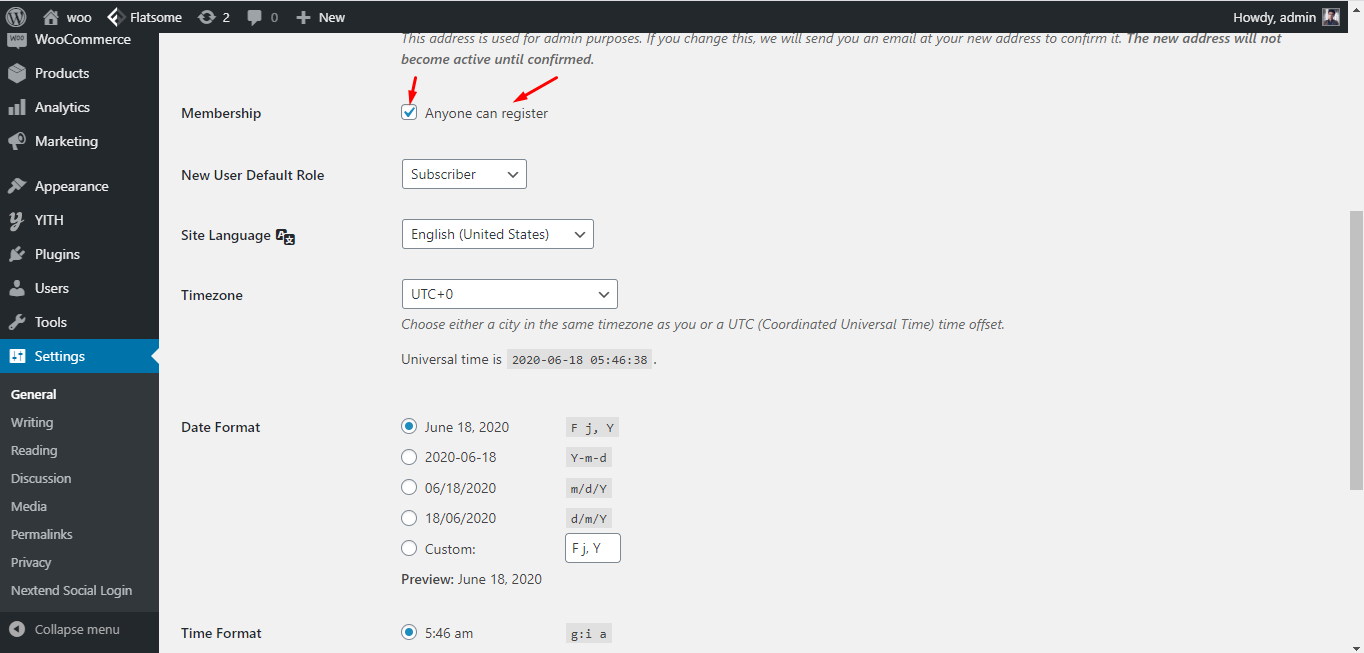 woo Flatsome 2 0 New Howdy, admin
WooCommerce
Products
Analytics
Marketing
Appearance
YITH
Plugins
Users
Tools
Settings
General
Writing
Reading
Discussion
Media
Permalinks
Privacy
Nextend Social Login
Collapse menu
This address is used for admin purposes. If you change this, we will send you an email at your new address to confirm it. The new address will not
become active until confirmed.
Membership Anyone can register
New User Default Role Subscriber
Site Language English (United States)
Timezone UTC+0
Choose either a city in the same timezone as you or a UTC (Coordinated Universal Time) time offset.
Universal time is 2020-06-18 05:46:38 .
Date Format June 18, 2020 F j, Y
2020-06-18 Y-m-d
06/18/2020 m/d/Y
18/06/2020 d/m/Y
Custom: F j, Y
Preview: June 18, 2020
Time Format 5:46 am g:i a